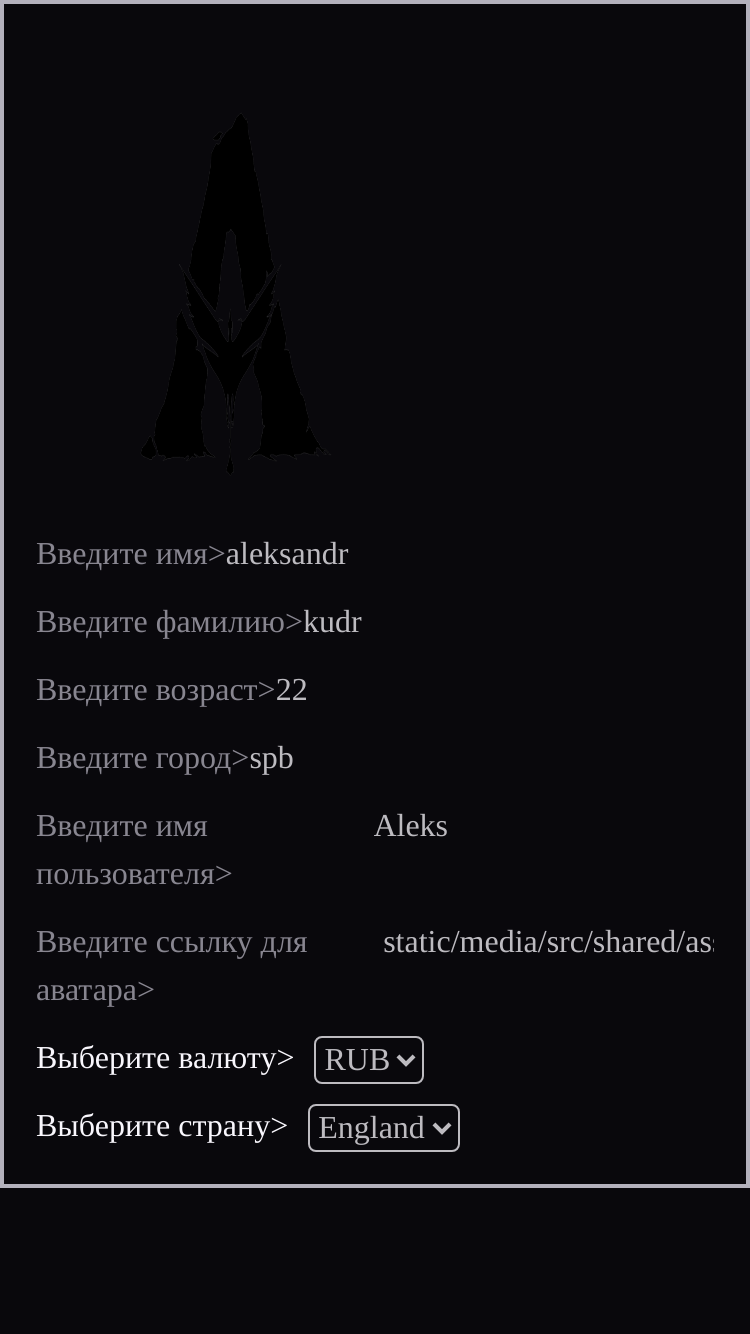 Введите имя>aleksandr
Введите фамилию>kudr
Введите возраст>22
Введите город>spb
Введите имя
пользователя>
Aleks
Введите ссылку для
аватара>
static/media/src/shared/as
Выберите валюту> RUB
Выберите страну> England